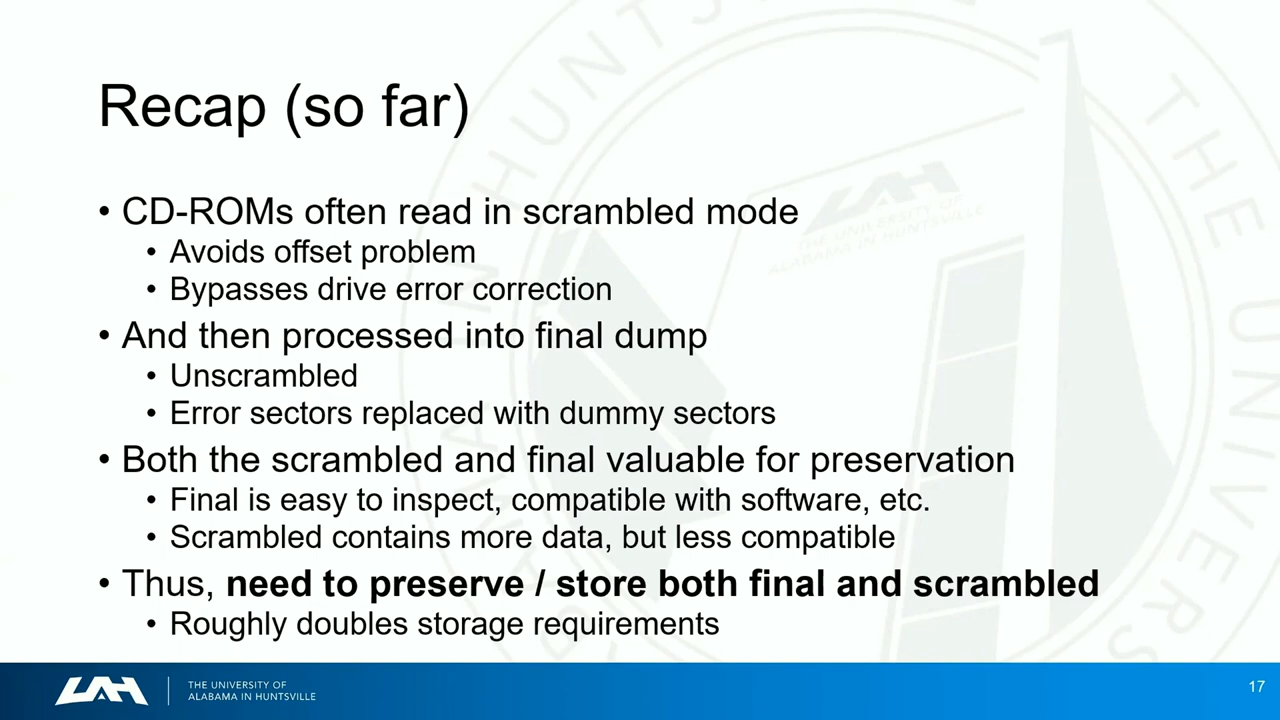 Recap (so far)
• CD-ROMs often read in scrambled mode
• Avoids offset problem
• Bypasses drive error correction
• And then processed into final dump
• Unscrambled
• Error sectors replaced with dummy sectors
• Both the scrambled and final valuable for preservation
• Final is easy to inspect, compatible with software, etc.
• Scrambled contains more data, but less compatible
• Thus, need to preserve / store both final and scrambled
• Roughly doubles storage requirements
UAH
THE UNIVERSITY OF
ALABAMA IN HUNTSVILLE
17